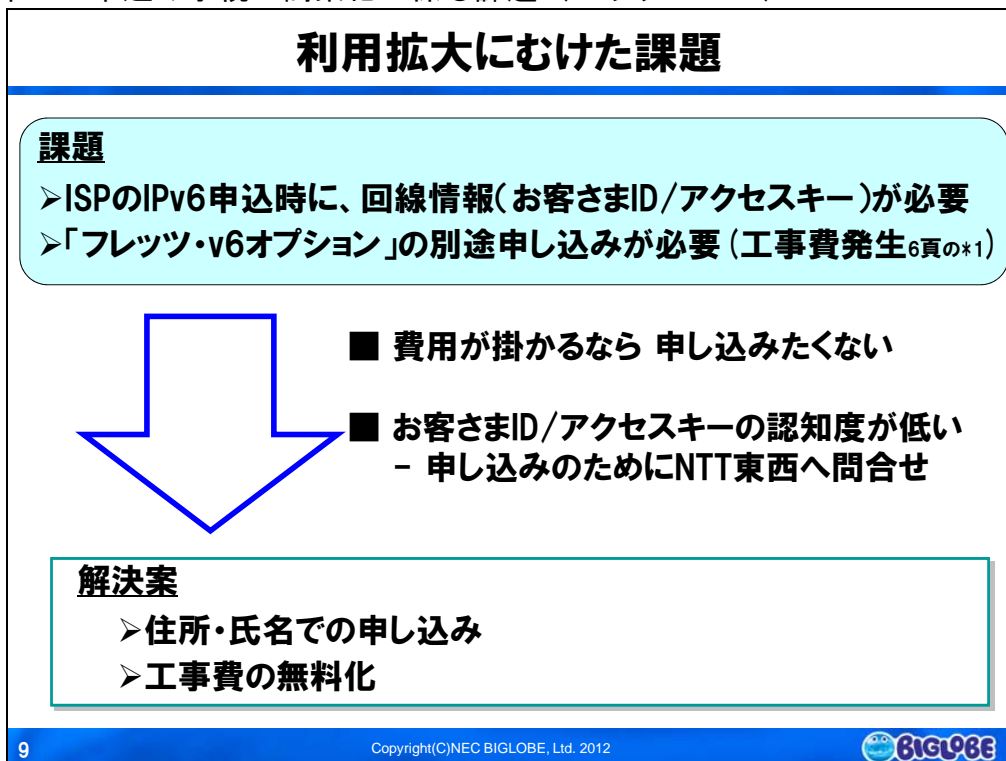 利用拡大にむけた課題
課題
➢ISPのIPv6申込時に、回線情報(お客さまID/アクセスキー)が必要
➢「フレッツ・v6オプション」の別途申し込みが必要(工事費発生6頁の*1)
■ 費用が掛かるなら 申し込みたくない
■ お客さまID/アクセスキーの認知度が低い
- 申し込みのためにNTT東西へ問合せ
解決案
➢住所・氏名での申し込み
➢工事費の無料化
9 Copyright(C)NEC BIGLOBE, Ltd. 2012 BIGLOBE